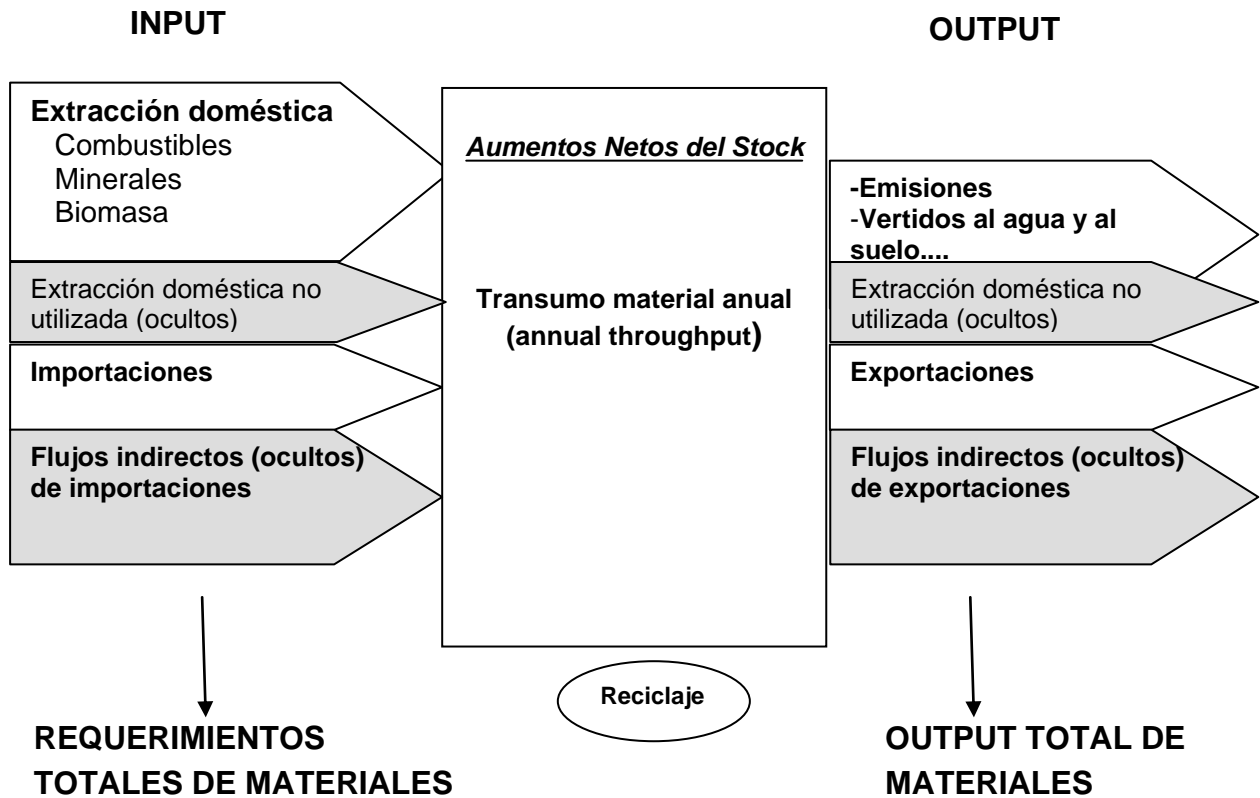 INPUT
OUTPUT
Extracción doméstica
Combustibles
Minerales
Biomasa
Extracción doméstica no
utilizada (ocultos)
Importaciones
Flujos indirectos (ocultos)
de importaciones
Aumentos Netos del Stock
Transumo material anual
(annual throughput)
Reciclaje
-Emisiones
-Vertidos al agua y al
suelo....
Extracción doméstica no
utilizada (ocultos)
Exportaciones
Flujos indirectos (ocultos)
de exportaciones
REQUERIMIENTOS
TOTALES DE MATERIALES
OUTPUT TOTAL DE
MATERIALES